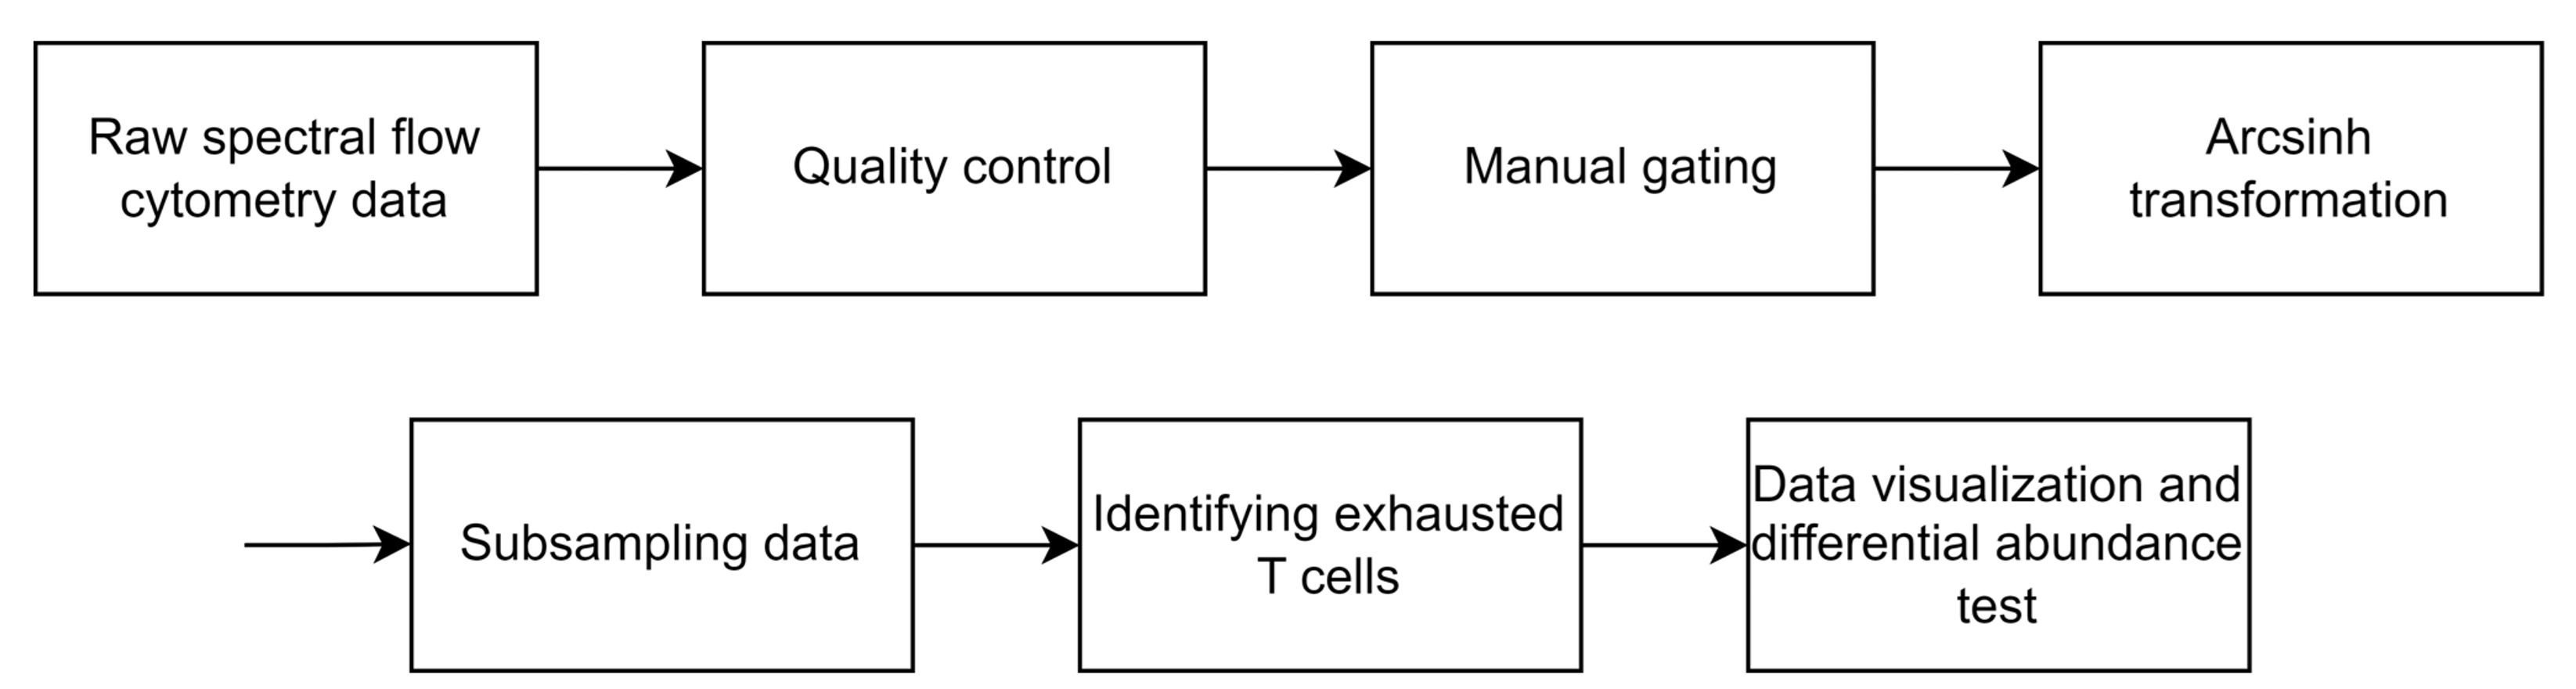 Raw spectral flow
cytometry data
Quality control
Manual gating
Arcsinh
transformation
Subsampling data
Identifying exhausted
T cells
Data visualization and
differential abundance
test